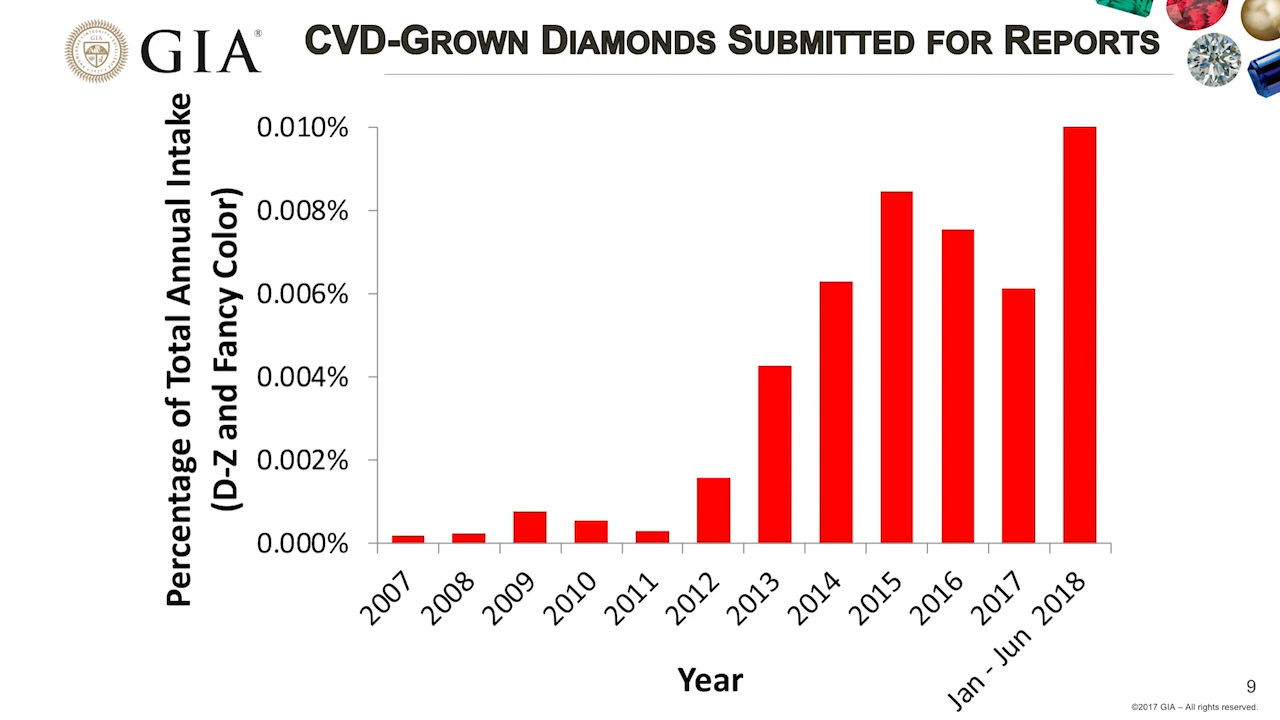 GIA®
CVD-GROWN DIAMONDS SUBMITTED FOR REPORTS
Percentage of Total Annual Intake
(D-Z and Fancy Color)
0.010%
0.008%
0.006%
0.004%
0.002%
0.000%
2007
2008
2009
2010
2011
2012
2013
2014
2015
2016
2017
Jan - Jun 2018
Year
9
©2017 GIA – All rights reserved.